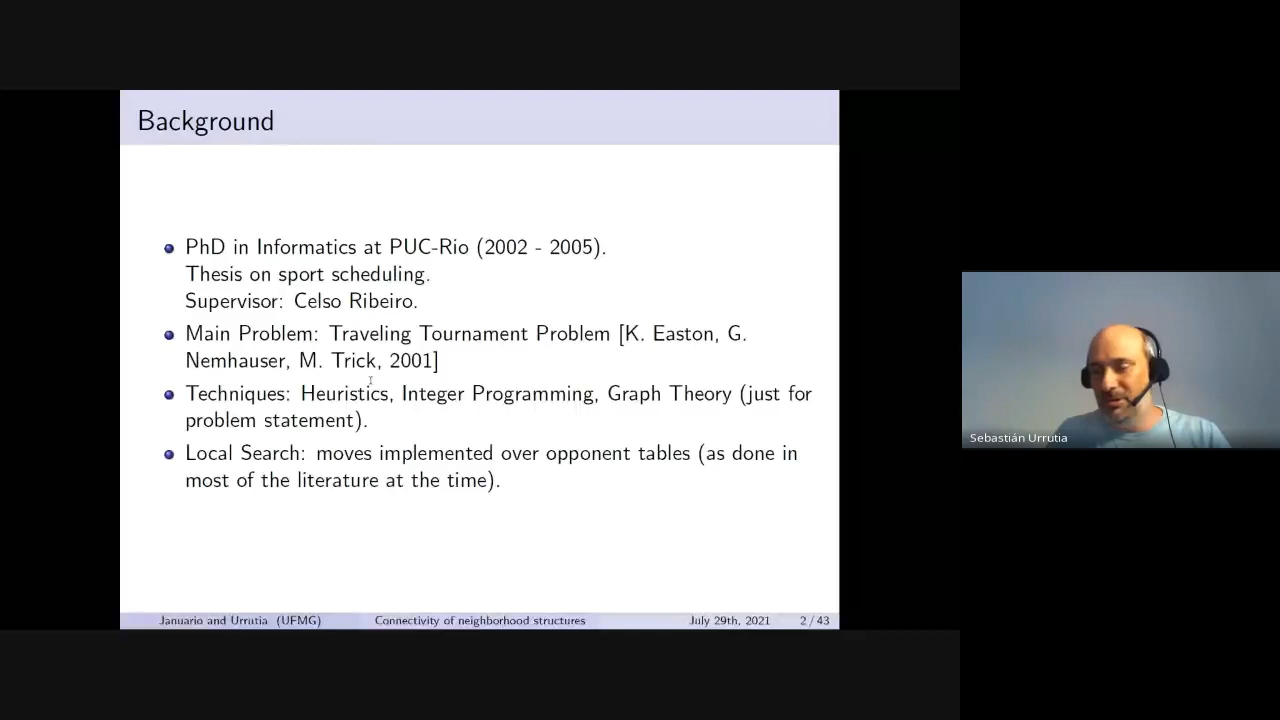 Background
PhD in Informatics at PUC-Rio (2002 - 2005).
Thesis on sport scheduling.
Supervisor: Celso Ribeiro.
Main Problem: Traveling Tournament Problem [K. Easton, G.
Nemhauser, M. Trick, 2001]
Techniques: Heuristics, Integer Programming, Graph Theory (just for
problem statement).
Local Search: moves implemented over opponent tables (as done in
most of the literature at the time).
Januario and Urrutia (UFMG) Connectivity of neighborhood structures July 29th, 2021 2 / 43
Sebastián Urrutia